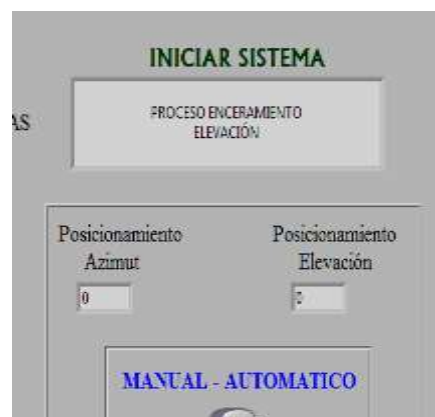 INICIAR SISTEMA
PROCESO ENCERAMIENTO
ELEVACIÓN
AS
Posicionamiento
Azimut
0
Posicionamiento
Elevación
MANUAL - AUTOMATICO